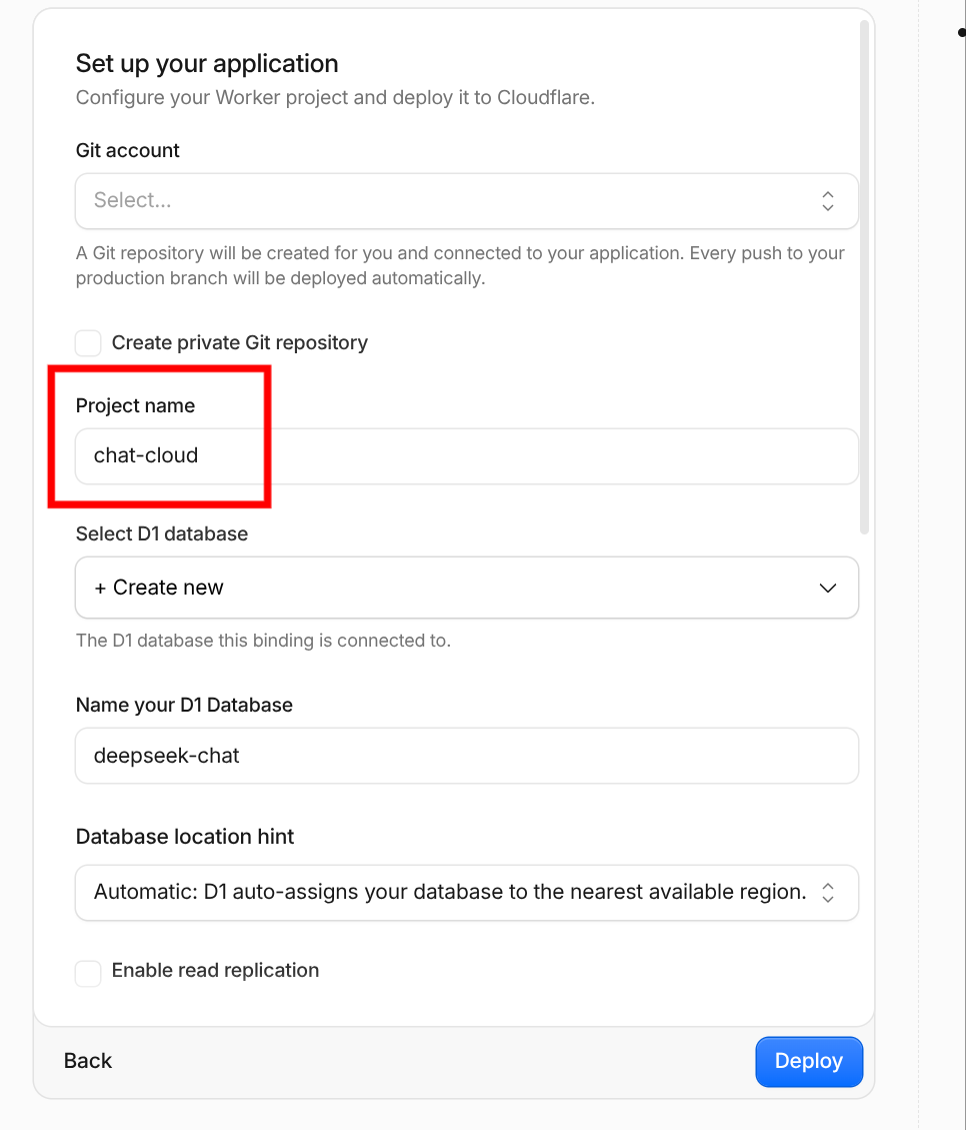 Set up your application
Configure your Worker project and deploy it to Cloudflare.
Git account
Select...
A Git repository will be created for you and connected to your application. Every push to your
production branch will be deployed automatically.
Create private Git repository
Project name
chat-cloud
Select D1 database
+ Create new
The D1 database this binding is connected to.
Name your D1 Database
deepseek-chat
Database location hint
Automatic: D1 auto-assigns your database to the nearest available region.
Enable read replication
Back
Deploy